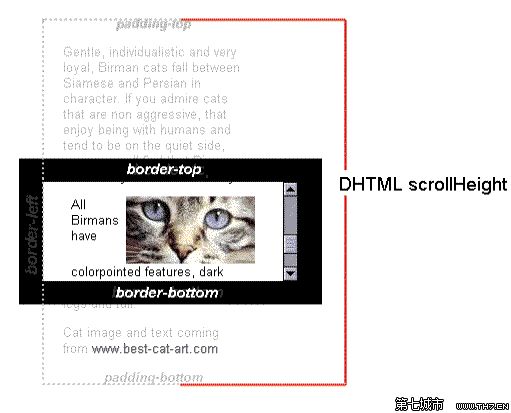 padding-top
Gentle, individualistic and very
loyal, Birman cats fall between
Siamese and Persian in
character. If you admire cats
that are non aggressive, that
enjoy being with humans and
tend to be on the quiet side,
border-top
DHTML scrollHeight
border-left
All
Birmans
have
colorpointed features, dark
border-bottom
Cat image and text coming
from www.best-cat-art.com
padding-bottom
第七城市 WWW.TH7.CN